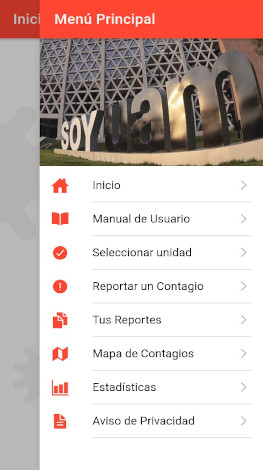 Inici
Menú Principal
SOY uam
Inicio
Manual de Usuario
Seleccionar unidad
Reportar un Contagio
Tus Reportes
Mapa de Contagios
Estadísticas
Aviso de Privacidad